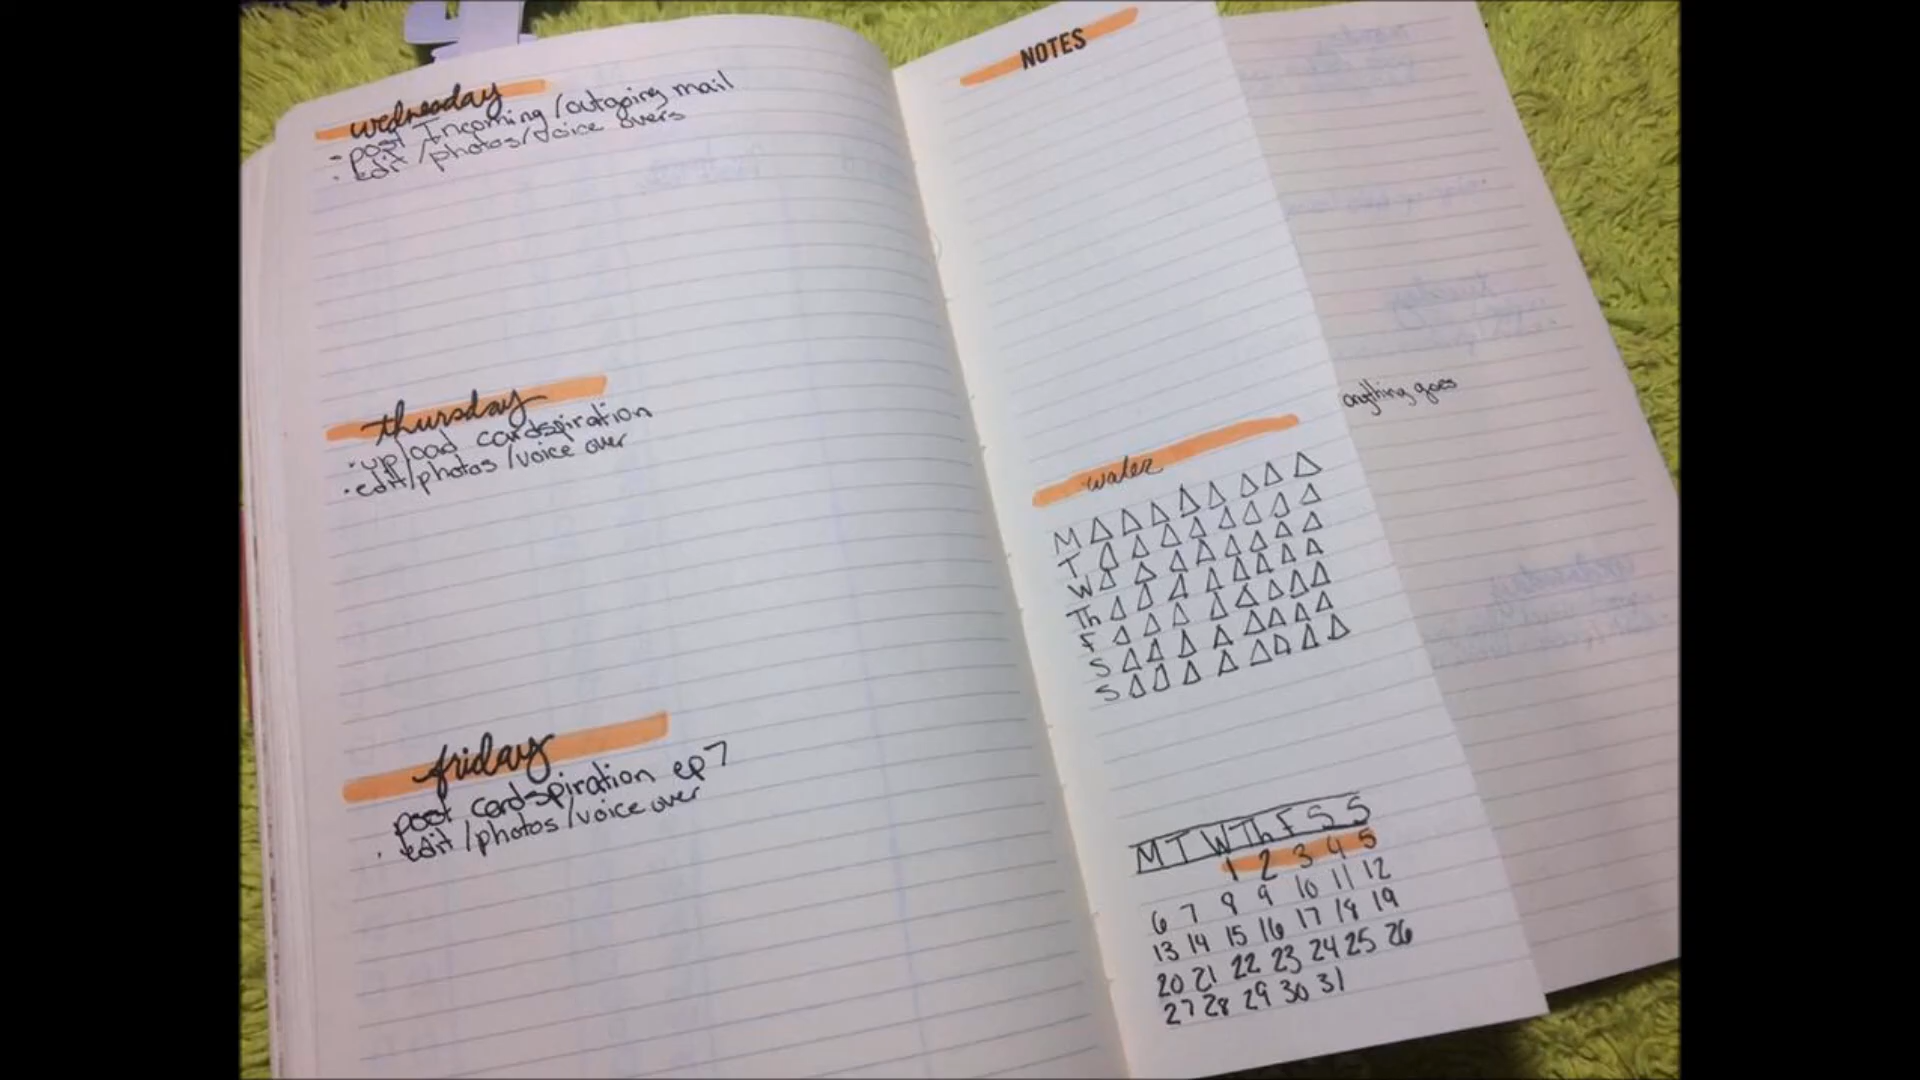 wednesday
- post Incoming/outgoing mail
· edit/photos/voice overs
thursday
· upload cardspiration
· edit/photos/voice over
friday
post cardspiration ep 7
· edit/photos/voice over
NOTES
water
M
T
W
Th
F
S
S
M T W Th F S S
1 2 3 4 5
6 7 8 9 10 11 12
13 14 15 16 17 18 19
20 21 22 23 24 25 26
27 28 29 30 31
anything goes